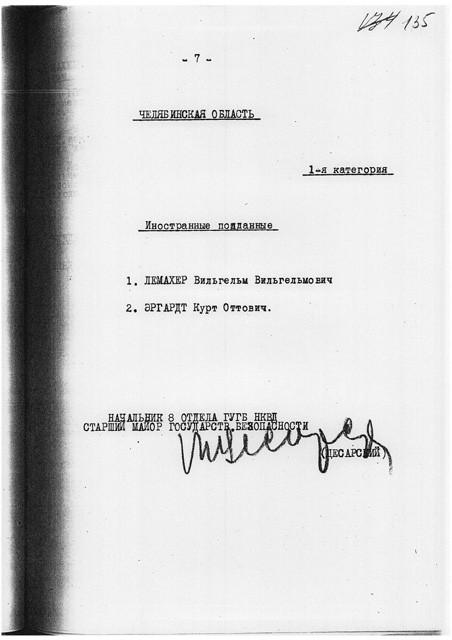 135
- 7 -
ЧЕЛЯБИНСКАЯ ОБЛАСТЬ
1-я категория
Иностранные подданные
1. ЛЕМАХЕР Вильгельм Вильгельмович
2. ЭРГАРДТ Курт Оттович.
НАЧАЛЬНИК 8 ОТДЕЛА ГУГБ НКВД
СТАРШИЙ МАЙОР ГОСУДАРСТВ.БЕЗОПАСНОСТИ
(ЦЕСАРСКИЙ)